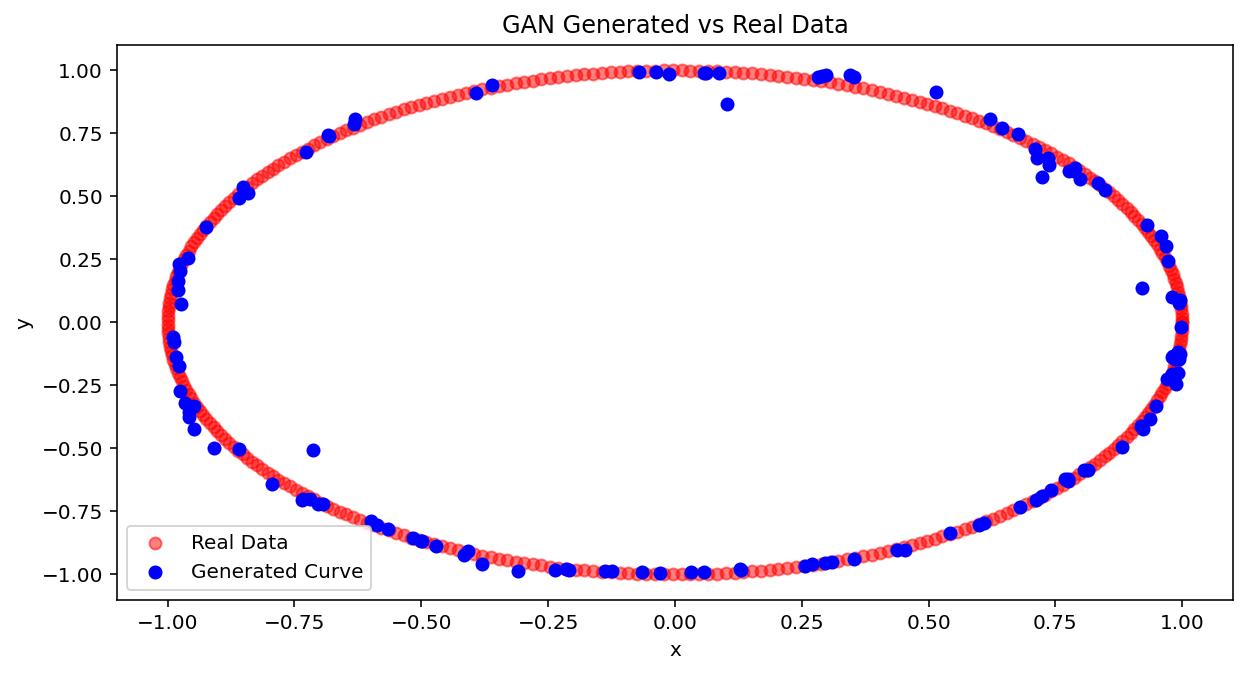 GAN Generated vs Real Data
1.00
0.75
0.50
0.25
0.00
−0.25
−0.50
−0.75
−1.00
y
Real Data
Generated Curve
−1.00 −0.75 −0.50 −0.25 0.00 0.25 0.50 0.75 1.00
x